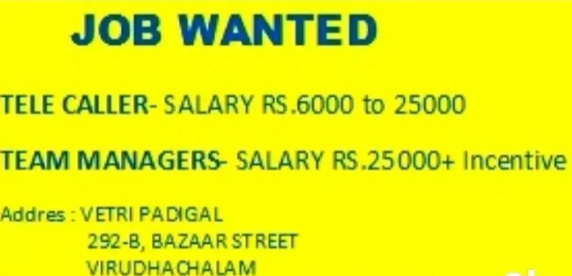 JOB WANTED
TELE CALLER- SALARY RS.6000 to 25000
TEAM MANAGERS- SALARY RS.25000+ Incentive
Addres : VETRI PADIGAL
292-B, BAZAAR STREET
VIRUDHACHALAM